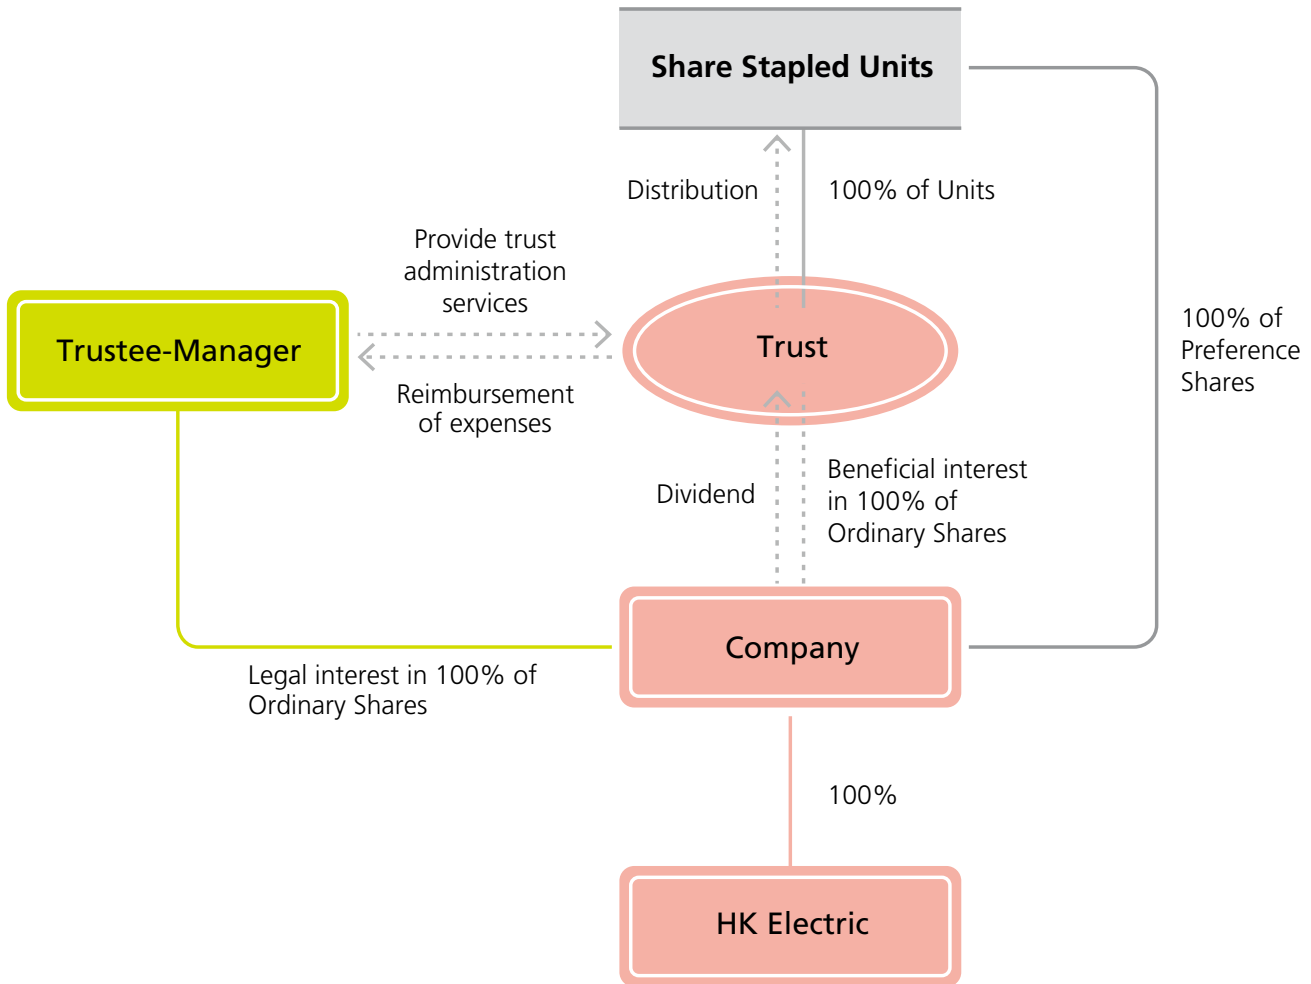 Share Stapled Units
Distribution
100% of Units
Provide trust
administration
services
Trustee-Manager
Trust
100% of
Preference
Shares
Reimbursement
of expenses
Dividend
Beneficial interest
in 100% of
Ordinary Shares
Company
Legal interest in 100% of
Ordinary Shares
100%
HK Electric